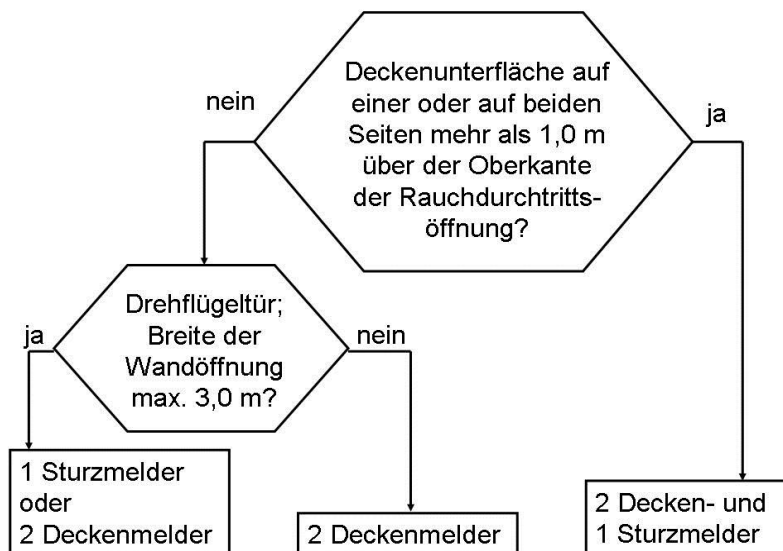 Deckenunterfläche auf
einer oder auf beiden
Seiten mehr als 1,0 m
über der Oberkante
der Rauchdurchtritts-
öffnung?
nein
ja
Drehflügeltür;
Breite der
Wandöffnung
max. 3,0 m?
ja
nein
1 Sturzmelder
oder
2 Deckenmelder
2 Deckenmelder
2 Decken- und
1 Sturzmelder